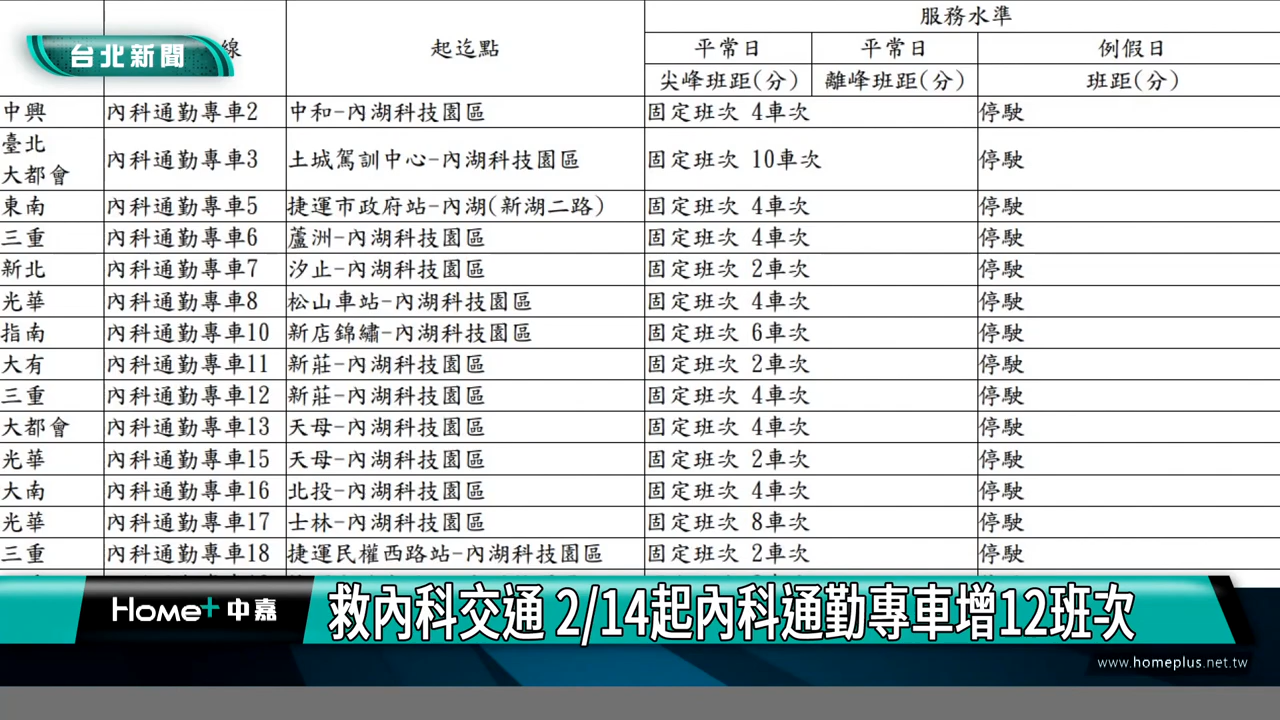 台北新聞
線 起迄點 服務水準
平常日 平常日 例假日
尖峰班距(分) 離峰班距(分) 班距(分)
中興 內科通勤專車2 中和-內湖科技園區 固定班次 4車次 停駛
臺北
大都會 內科通勤專車3 土城駕訓中心-內湖科技園區 固定班次 10車次 停駛
東南 內科通勤專車5 捷運市政府站-內湖(新湖二路) 固定班次 4車次 停駛
三重 內科通勤專車6 蘆洲-內湖科技園區 固定班次 4車次 停駛
新北 內科通勤專車7 汐止-內湖科技園區 固定班次 2車次 停駛
光華 內科通勤專車8 松山車站-內湖科技園區 固定班次 4車次 停駛
指南 內科通勤專車10 新店錦繡-內湖科技園區 固定班次 6車次 停駛
大有 內科通勤專車11 新莊-內湖科技園區 固定班次 2車次 停駛
三重 內科通勤專車12 新莊-內湖科技園區 固定班次 4車次 停駛
大都會 內科通勤專車13 天母-內湖科技園區 固定班次 4車次 停駛
光華 內科通勤專車15 天母-內湖科技園區 固定班次 2車次 停駛
大南 內科通勤專車16 北投-內湖科技園區 固定班次 4車次 停駛
光華 內科通勤專車17 士林-內湖科技園區 固定班次 8車次 停駛
三重 內科通勤專車18 捷運民權西路站-內湖科技園區 固定班次 2車次 停駛
Home+ 中嘉 救內科交通 2/14起內科通勤專車增12班次
www.homeplus.net.tw